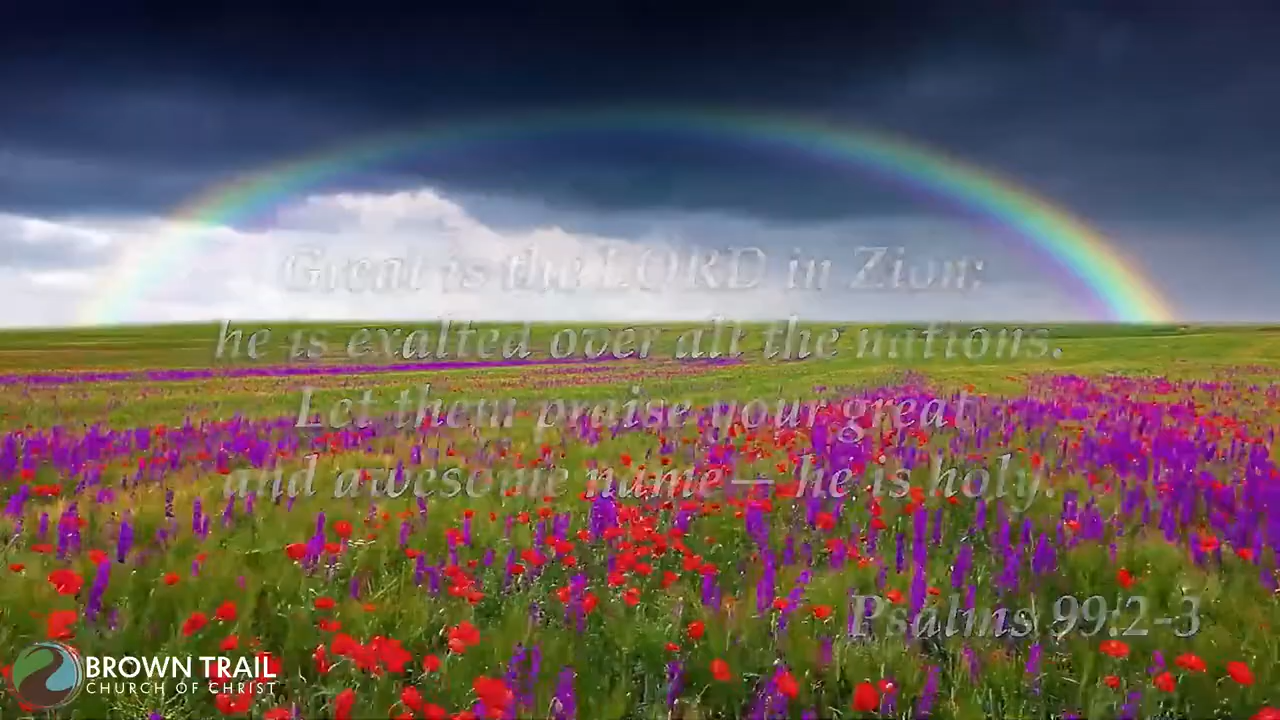 Great is the LORD in Zion;
he is exalted over all the nations.
Let them praise your great
and awesome name— he is holy.
Psalms 99:2-3
BROWN TRAIL
CHURCH OF CHRIST